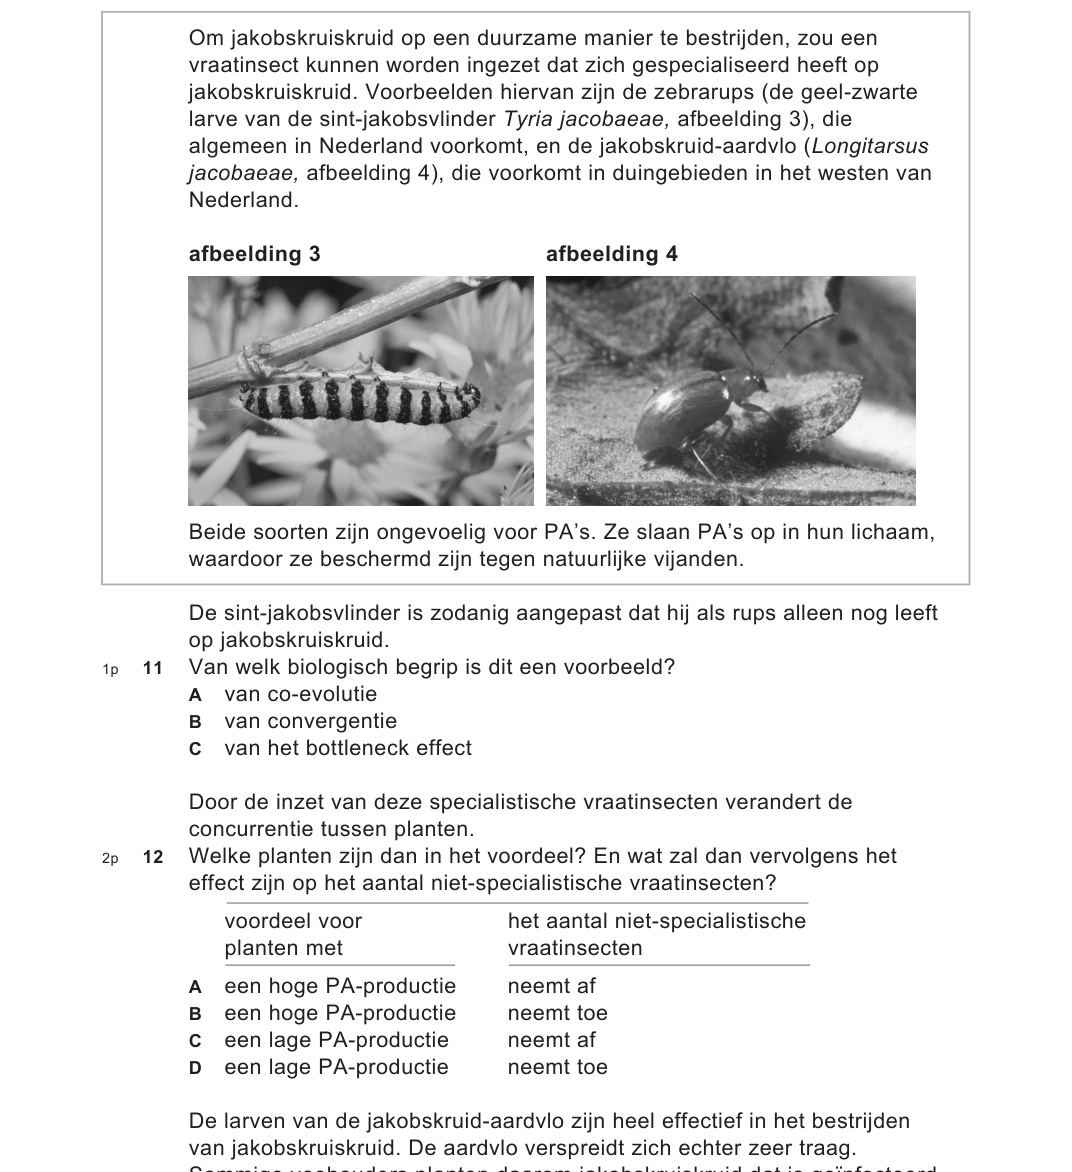 Om jakobskruiskruid op een duurzame manier te bestrijden, zou een
vraatinsect kunnen worden ingezet dat zich gespecialiseerd heeft op
jakobskruiskruid. Voorbeelden hiervan zijn de zebrarups (de geel-zwarte
larve van de sint-jakobsvlinder Tyria jacobaeae, afbeelding 3), die
algemeen in Nederland voorkomt, en de jakobskruid-aardvlo (Longitarsus
jacobaeae, afbeelding 4), die voorkomt in duingebieden in het westen van
Nederland.
afbeelding 3 afbeelding 4
Beide soorten zijn ongevoelig voor PA's. Ze slaan PA's op in hun lichaam,
waardoor ze beschermd zijn tegen natuurlijke vijanden.
De sint-jakobsvlinder is zodanig aangepast dat hij als rups alleen nog leeft
op jakobskruiskruid.
1p 11 Van welk biologisch begrip is dit een voorbeeld?
A van co-evolutie
B van convergentie
C van het bottleneck effect
Door de inzet van deze specialistische vraatinsecten verandert de
concurrentie tussen planten.
2p 12 Welke planten zijn dan in het voordeel? En wat zal dan vervolgens het
effect zijn op het aantal niet-specialistische vraatinsecten?
voordeel voor het aantal niet-specialistische
planten met vraatinsecten
A een hoge PA-productie neemt af
B een hoge PA-productie neemt toe
C een lage PA-productie neemt af
D een lage PA-productie neemt toe
De larven van de jakobskruid-aardvlo zijn heel effectief in het bestrijden
van jakobskruiskruid. De aardvlo verspreidt zich echter zeer traag.